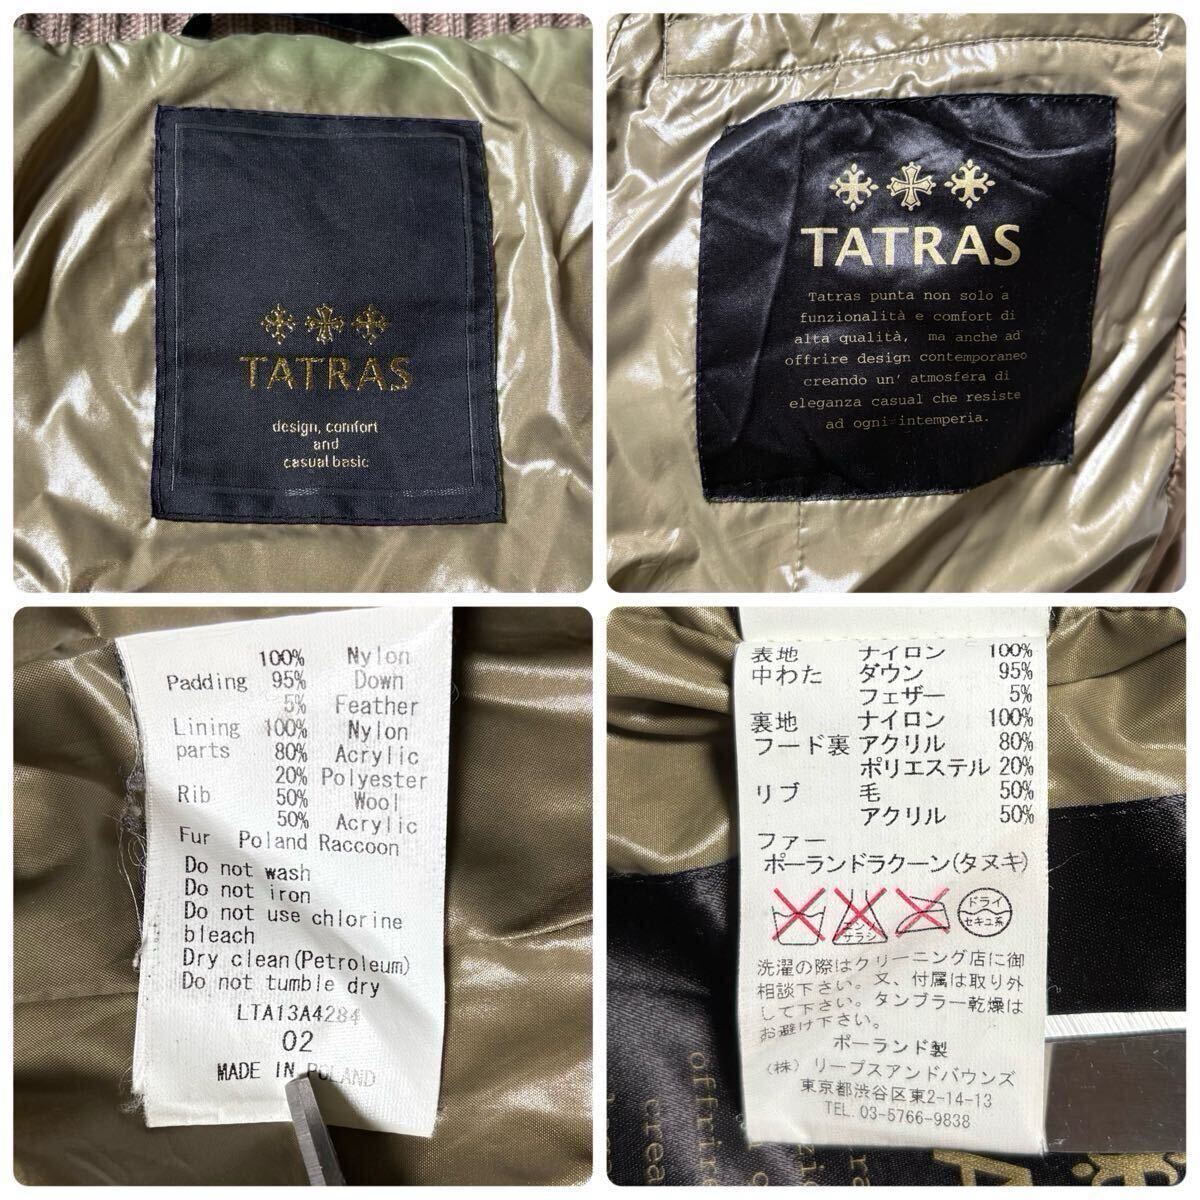 TATRAS
design, comfort
and
casual basic
TATRAS
Tatras punta non solo a
funzionalità e comfort di
alta qualità, ma anche ad
offrire design contemporaneo
creando un' atmosfera di
eleganza casual che resiste
ad ogni intemperia.
100% Nylon
Padding 95% Down
5% Feather
Lining 100% Nylon
parts 80% Acrylic
20% Polyester
Rib 50% Wool
50% Acrylic
Fur Poland Raccoon
Do not wash
Do not iron
Do not use chlorine
bleach
Dry clean(Petroleum)
Do not tumble dry
LTA13A4284
02
MADE IN POLAND
表地 ナイロン 100%
中わた ダウン 95%
フェザー 5%
裏地 ナイロン 100%
フード裏 アクリル 80%
ポリエステル 20%
リブ 毛 50%
アクリル 50%
ファー
ポーランドラクーン(タヌキ)
エンソ
サラシ
ドライ
セキユ系
洗濯の際はクリーニング店に御
相談下さい。又、付属は取り外
して下さい。タンブラー乾燥は
お避け下さい。
ポーランド製
(株) リープスアンドバウンズ
東京都渋谷区東2-14-13
TEL. 03-5766-9838
offrire
crea